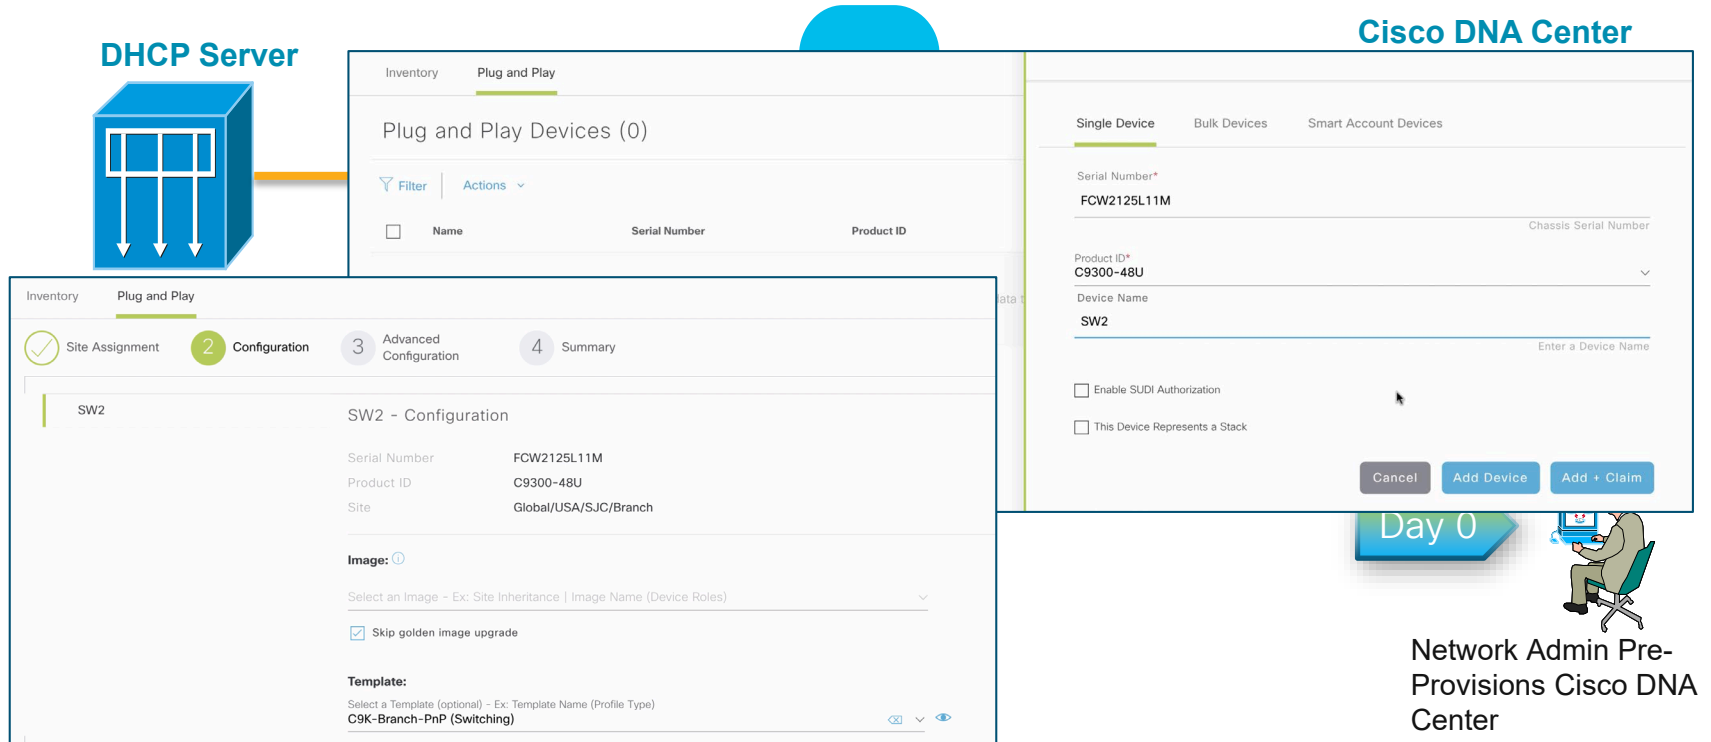 DHCP Server
Cisco DNA Center
Inventory
Plug and Play
Plug and Play Devices (0)
Filter
Actions
Name
Serial Number
Product ID
Single Device
Bulk Devices
Smart Account Devices
Serial Number*
FCW2125L11M
Chassis Serial Number
Product ID*
C9300-48U
Device Name
SW2
Enter a Device Name
Enable SUDI Authorization
This Device Represents a Stack
Cancel
Add Device
Add + Claim
Inventory
Plug and Play
Site Assignment
2
Configuration
3
Advanced
Configuration
4
Summary
SW2
SW2 - Configuration
Serial Number
FCW2125L11M
Product ID
C9300-48U
Site
Global/USA/SJC/Branch
Image:
Select an Image - Ex: Site Inheritance | Image Name (Device Roles)
Skip golden image upgrade
Template:
Select a Template (optional) - Ex: Template Name (Profile Type)
C9K-Branch-PnP (Switching)
Day 0
Network Admin Pre-
Provisions Cisco DNA
Center